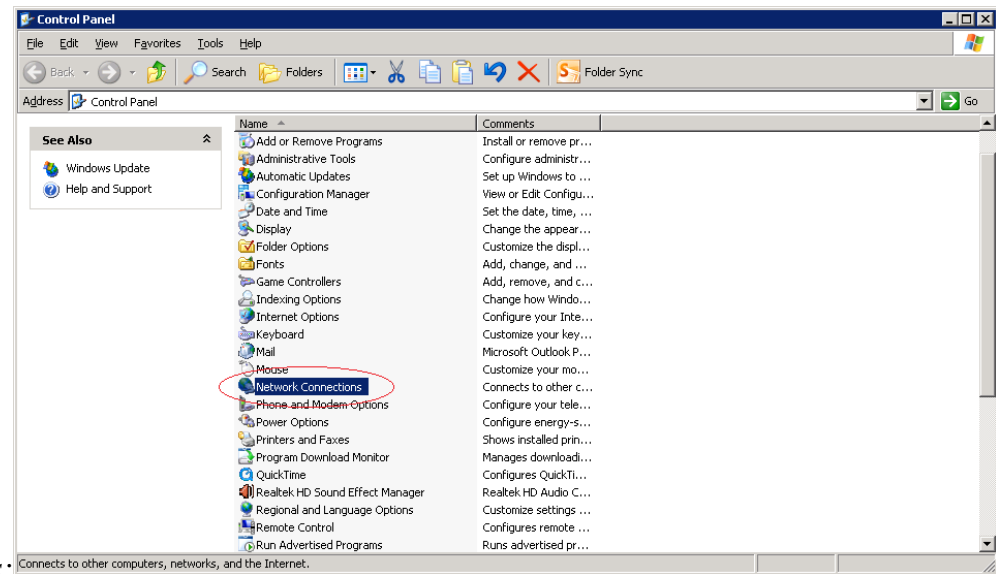 Control Panel
File Edit View Favorites Tools Help
Back Search Folders Folder Sync
Address Control Panel Go
Name Comments
See Also
Windows Update
Help and Support
Add or Remove Programs Install or remove pr...
Administrative Tools Configure administr...
Automatic Updates Set up Windows to ...
Configuration Manager View or Edit Configu...
Date and Time Set the date, time, ...
Display Change the appear...
Folder Options Customize the displ...
Fonts Add, change, and ...
Game Controllers Add, remove, and c...
Indexing Options Change how Windo...
Internet Options Configure your Inte...
Keyboard Customize your key...
Mail Microsoft Outlook P...
Mouse Customize your mo...
Network Connections Connects to other c...
Phone and Modem Options Configure your tele...
Power Options Configure energy-s...
Printers and Faxes Shows installed prin...
Program Download Monitor Manages downloadi...
QuickTime Configures QuickTi...
Realtek HD Sound Effect Manager Realtek HD Audio C...
Regional and Language Options Customize settings ...
Remote Control Configures remote ...
Run Advertised Programs Runs advertised pr...
Connects to other computers, networks, and the Internet.